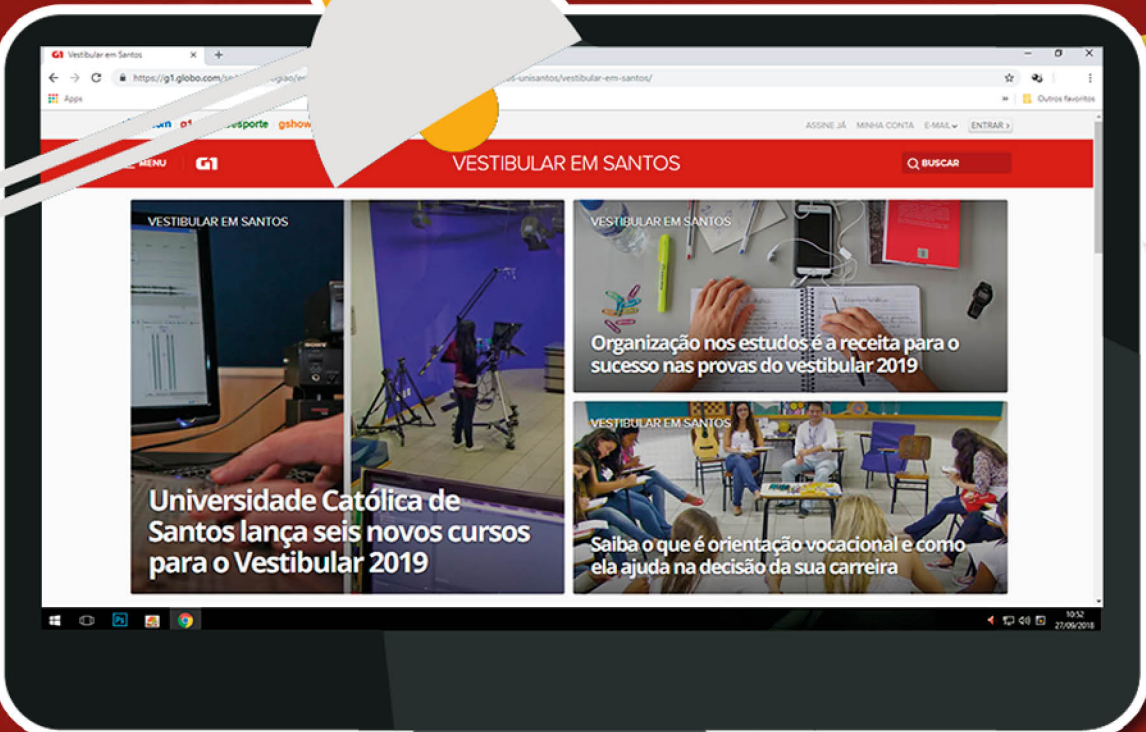 G1 Vestibular em Santos
https://g1.globo.com/
-unisantos/vestibular-em-santos/
Apps
Outros favoritos
gshow
ASSINE JÁ MINHA CONTA E-MAIL ENTRAR
MENU
G1
VESTIBULAR EM SANTOS
BUSCAR
VESTIBULAR EM SANTOS
Universidade Católica de
Santos lança seis novos cursos
para o Vestibular 2019
VESTIBULAR EM SANTOS
Organização nos estudos é a receita para o
sucesso nas provas do vestibular 2019
VESTIBULAR EM SANTOS
Saiba o que é orientação vocacional e como
ela ajuda na decisão da sua carreira
Ps
10:52
27/09/2018